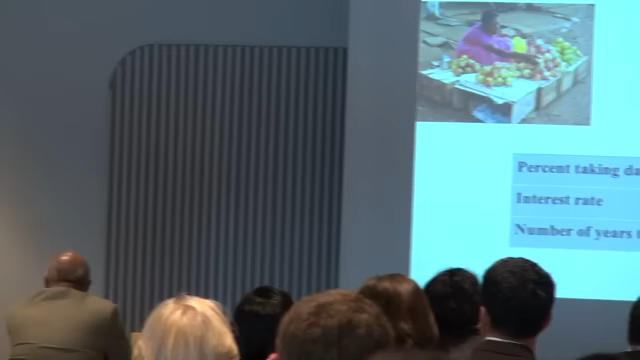 Percent taking da
Interest rate
Number of years t